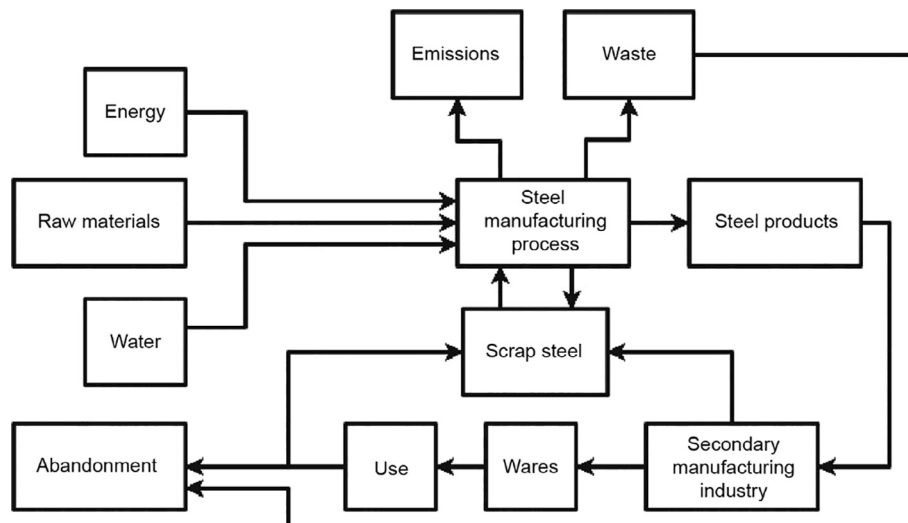 Emissions
Waste
Energy
Raw materials
Steel
manufacturing
process
Steel products
Water
Scrap steel
Abandonment
Use
Wares
Secondary
manufacturing
industry